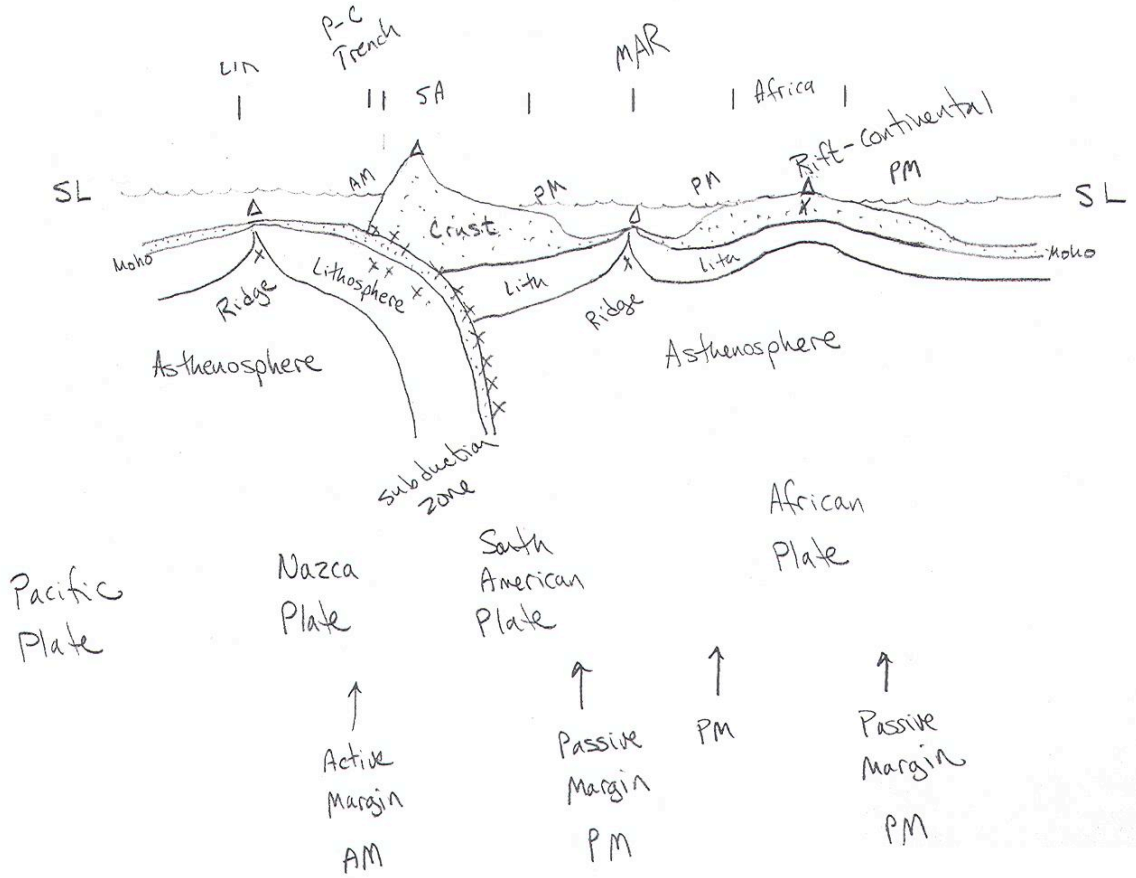 P-C
Trench
MAR
SA
Africa
Rift-continental
SL
AM
PM
PM
PM
SL
Crust
Moho
Lithosphere
Lith
Lith
Moho
Ridge
Ridge
Asthenosphere
Asthenosphere
subduction
zone
Pacific
Plate
Nazca
Plate
South
American
Plate
African
Plate
Active
Margin
AM
Passive
Margin
PM
PM
Passive
Margin
PM